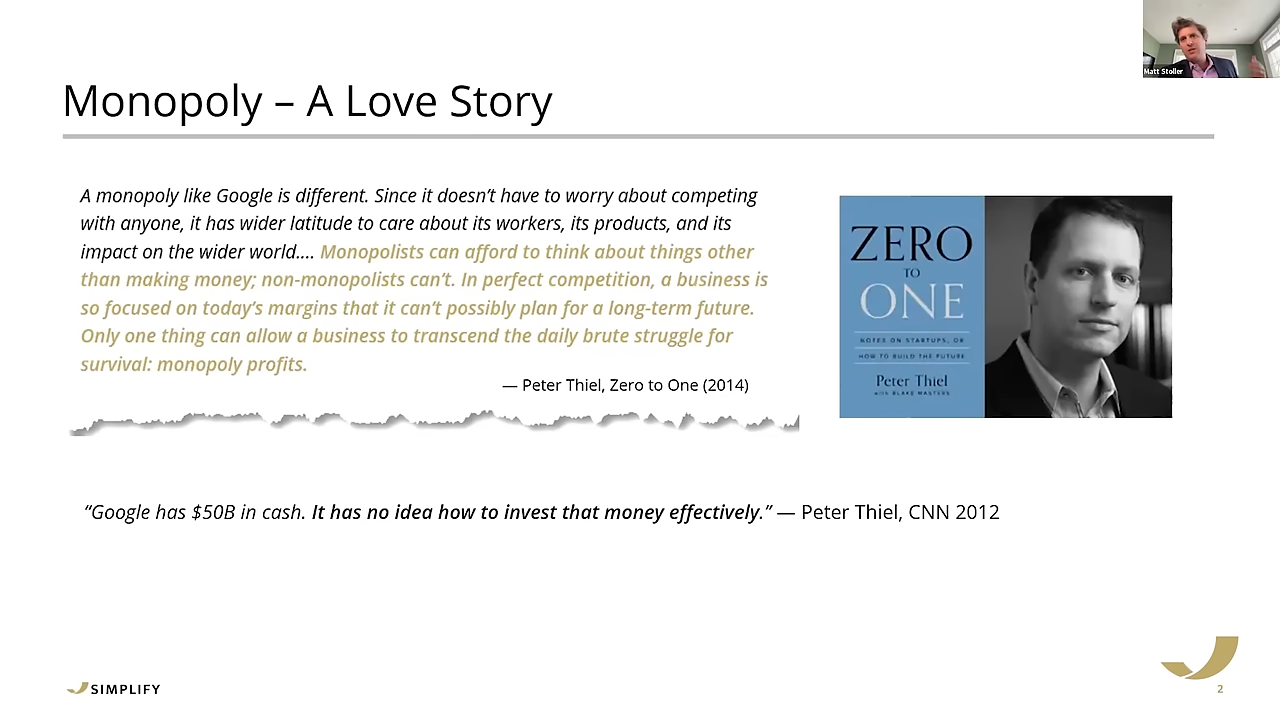 Matt Stoller
Monopoly – A Love Story
A monopoly like Google is different. Since it doesn’t have to worry about competing
with anyone, it has wider latitude to care about its workers, its products, and its
impact on the wider world.... Monopolists can afford to think about things other
than making money; non-monopolists can’t. In perfect competition, a business is
so focused on today’s margins that it can’t possibly plan for a long-term future.
Only one thing can allow a business to transcend the daily brute struggle for
survival: monopoly profits.
— Peter Thiel, Zero to One (2014)
ZERO
TO
ONE
NOTES ON STARTUPS, OR
HOW TO BUILD THE FUTURE
Peter Thiel
WITH BLAKE MASTERS
“Google has $50B in cash. It has no idea how to invest that money effectively.” — Peter Thiel, CNN 2012
SIMPLIFY
2